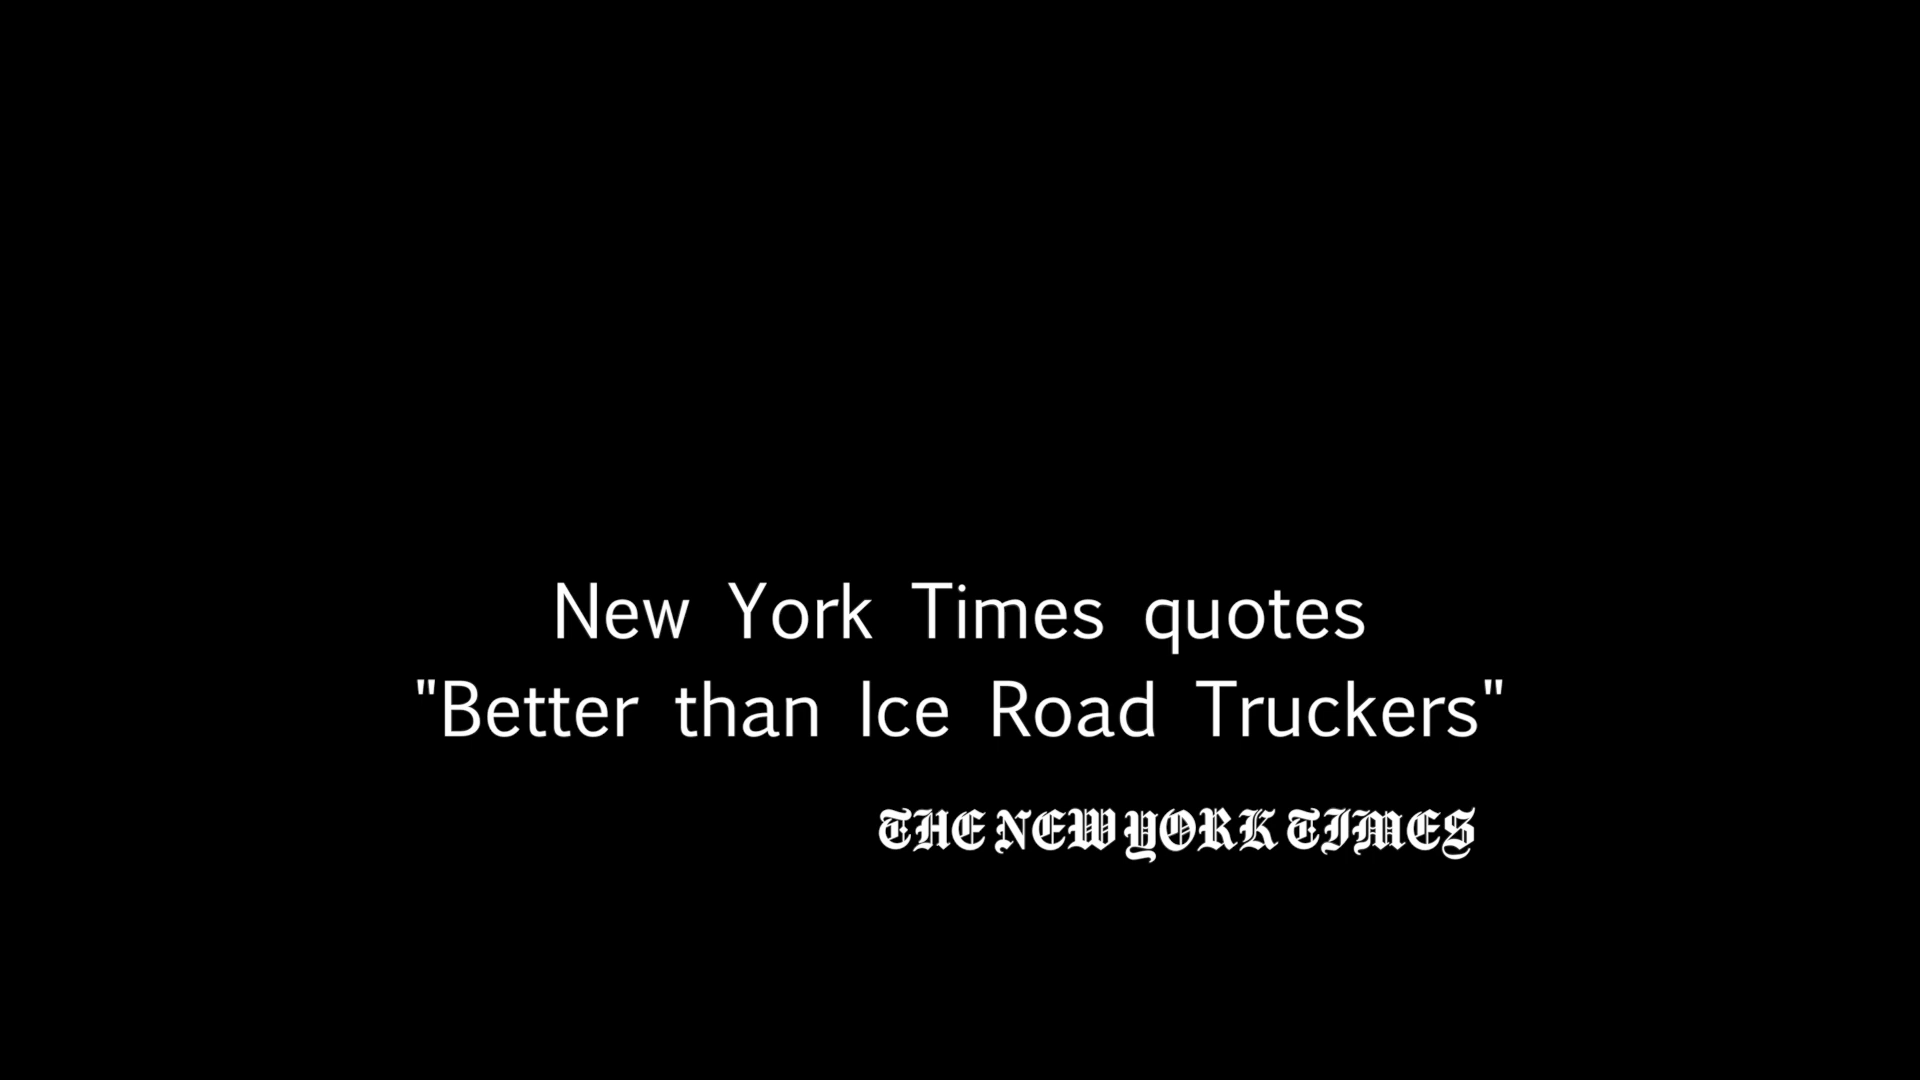 New York Times quotes
"Better than Ice Road Truckers"
THE NEW YORK TIMES